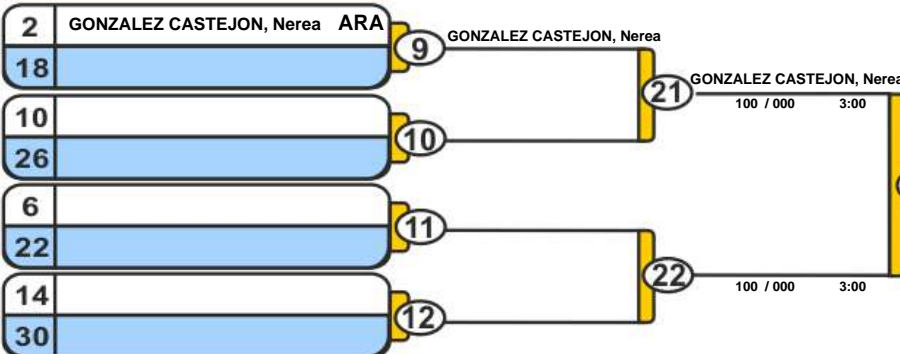 2 GONZALEZ CASTEJON, Nerea ARA
18
9 GONZALEZ CASTEJON, Nerea
21 GONZALEZ CASTEJON, Nerea
100 / 000 3:00
10
26
10
6
22
11
22
100 / 000 3:00
14
30
12